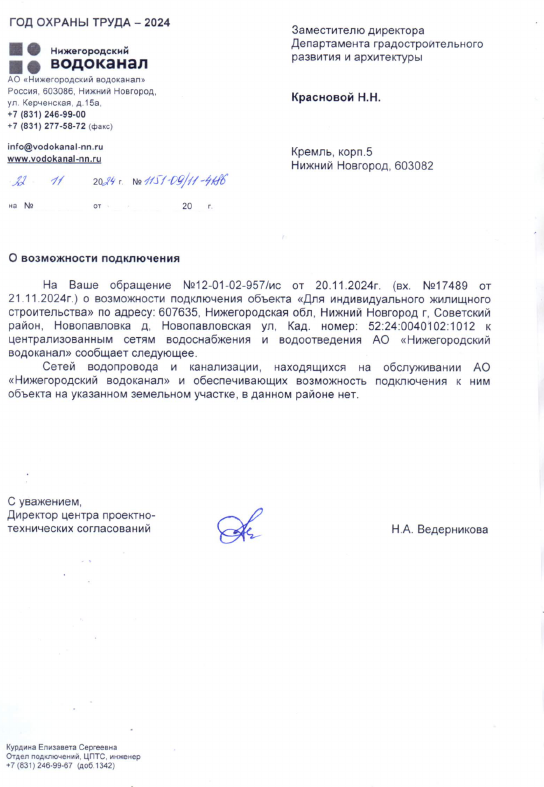 ГОД ОХРАНЫ ТРУДА – 2024
Нижегородский
водоканал
АО «Нижегородский водоканал»
Россия, 603086, Нижний Новгород,
ул. Керченская, д.15а,
+7 (831) 246-99-00
+7 (831) 277-58-72 (факс)
info@vodokanal-nn.ru
www.vodokanal-nn.ru
22 11 2024 г. №
на № от 20 г.
Заместителю директора
Департамента градостроительного
развития и архитектуры
Красновой Н.Н.
Кремль, корп.5
Нижний Новгород, 603082
О возможности подключения
На Ваше обращение №12-01-02-957/ис от 20.11.2024г. (вх. №17489 от
21.11.2024г.) о возможности подключения объекта «Для индивидуального жилищного
строительства» по адресу: 607635, Нижегородская обл, Нижний Новгород г, Советский
район, Новопавловка д, Новопавловская ул, Кад. номер: 52:24:0040102:1012 к
централизованным сетям водоснабжения и водоотведения АО «Нижегородский
водоканал» сообщает следующее.
Сетей водопровода и канализации, находящихся на обслуживании АО
«Нижегородский водоканал» и обеспечивающих возможность подключения к ним
объекта на указанном земельном участке, в данном районе нет.
С уважением,
Директор центра проектно-
технических согласований
Н.А. Ведерникова
Курдина Елизавета Сергеевна
Отдел подключений, ЦПТС, инженер
+7 (831) 246-99-67 (доб.1342)